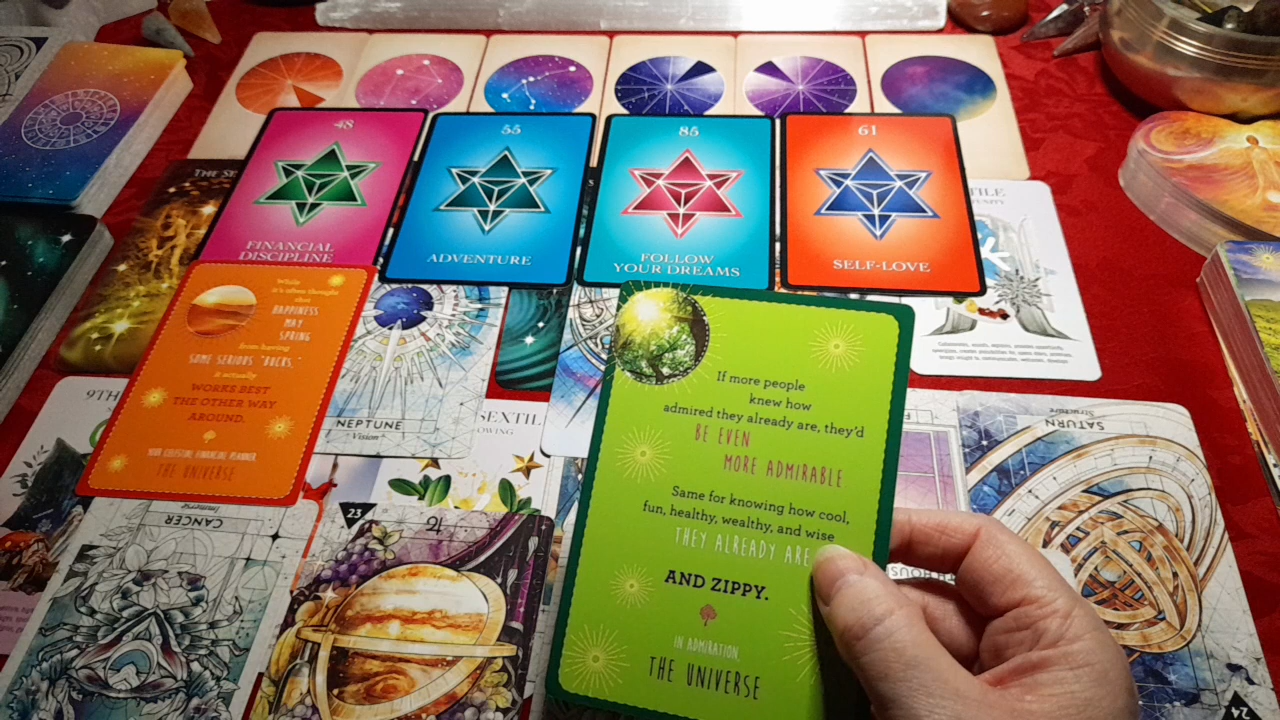 48
FINANCIAL
DISCIPLINE
55
ADVENTURE
85
FOLLOW
YOUR DREAMS
61
SELF-LOVE
While
it's often thought
that
HAPPINESS
MAY
SPRING
from having
SOME SERIOUS "BUCKS,"
it actually
WORKS BEST
THE OTHER WAY
AROUND.
YOUR CELESTINE FINANCIAL PLANNER
THE UNIVERSE
If more people
knew how
admired they already are, they'd
BE EVEN
MORE ADMIRABLE
Same for knowing how cool,
fun, healthy, wealthy, and wise
THEY ALREADY ARE
AND ZIPPY.
IN ADMIRATION,
THE UNIVERSE
NEPTUNE
Vision
SATURN
Structure
CANCER
Immerse
23
24